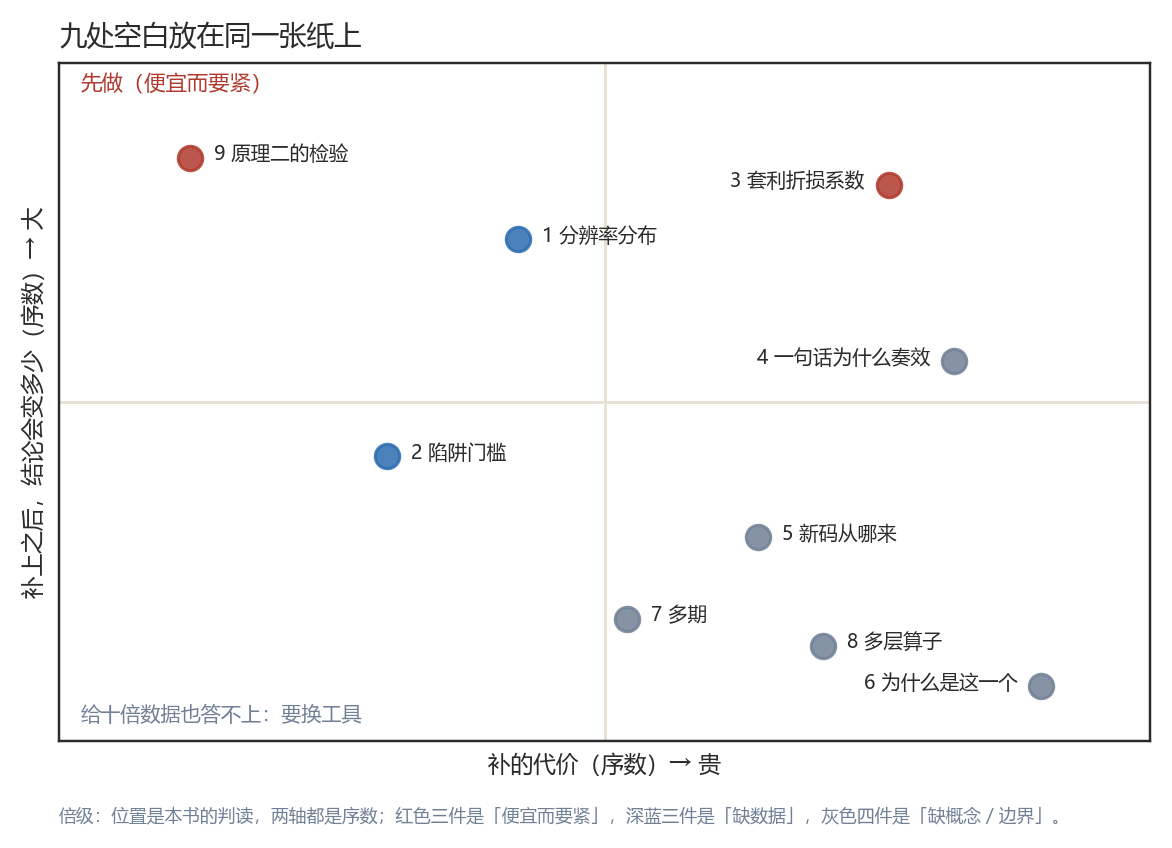 九处空白放在同一张纸上
先做（便宜而要紧）
9 原理二的检验
3 套利折损系数
1 分辨率分布
4 一句话为什么奏效
2 陷阱门槛
5 新码从哪来
7 多期
8 多层算子
6 为什么是这一个
给十倍数据也答不上：要换工具
补上之后，结论会变多少（序数）→ 大
补的代价（序数）→ 贵
倍级：位置是本书的判读，两轴都是序数；红色三件是「便宜而要紧」，深蓝三件是「缺数据」，灰色四件是「缺概念 / 边界」。